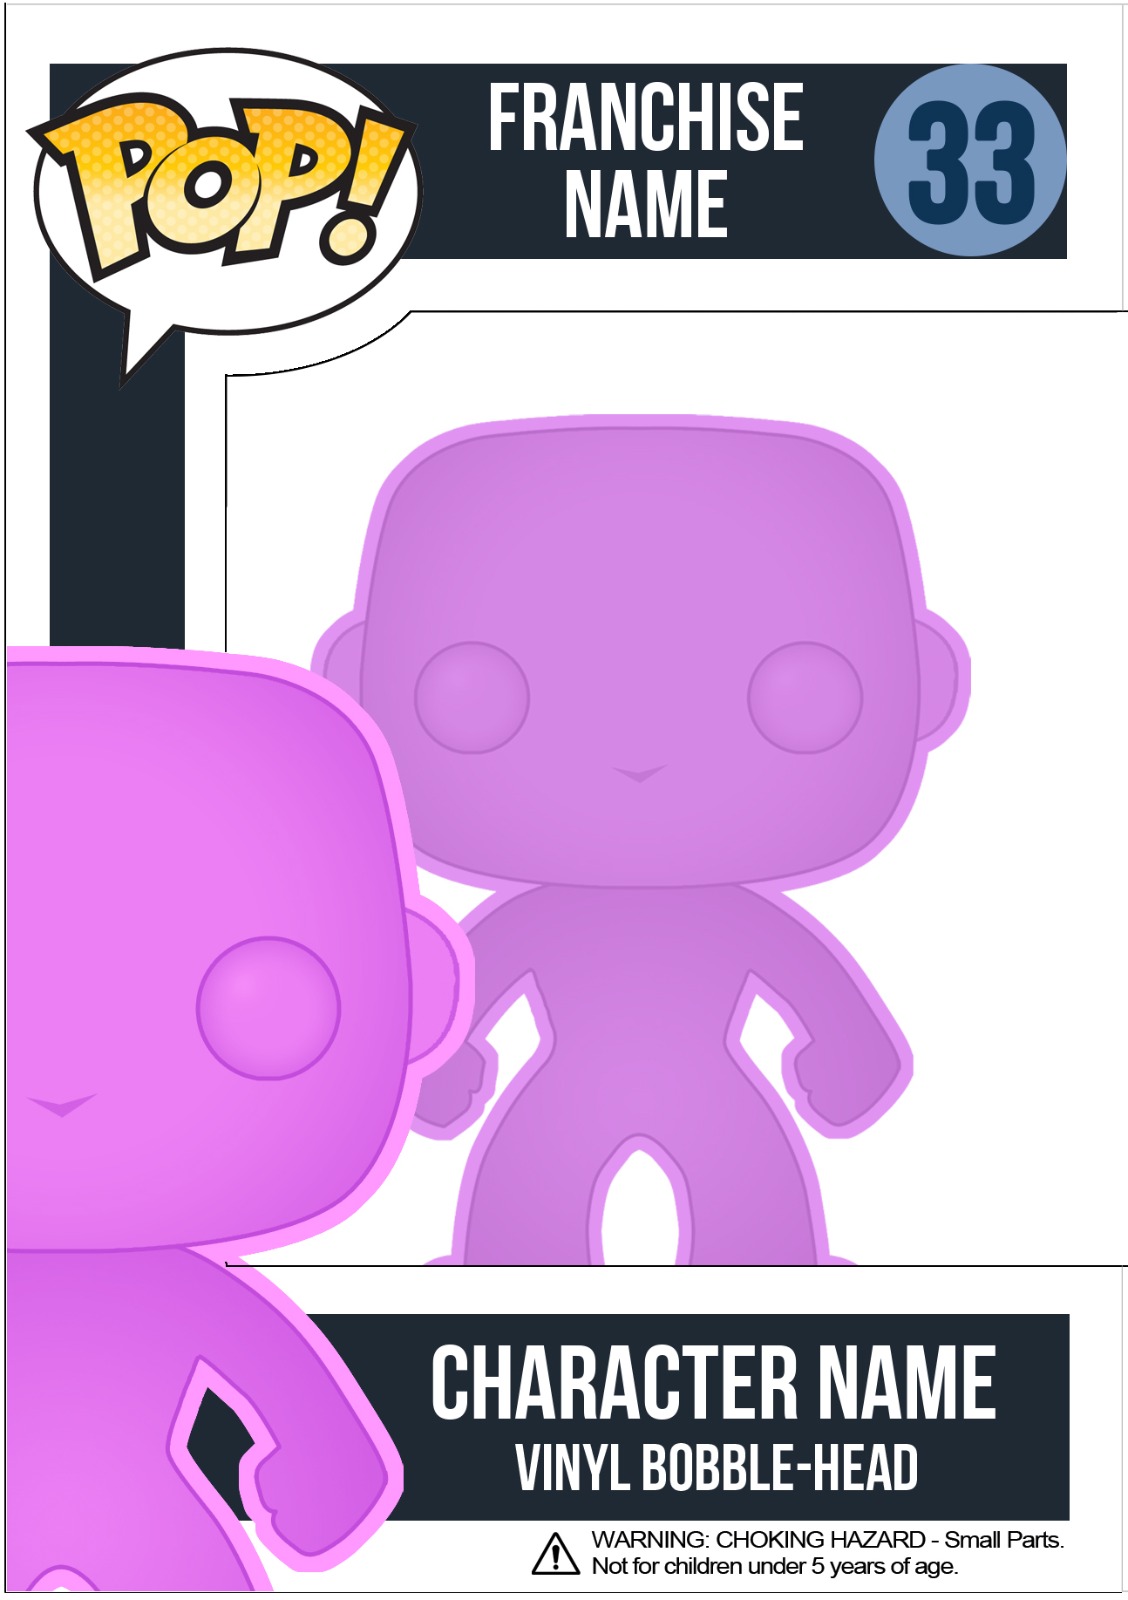 POP!
FRANCHISE
NAME
33
CHARACTER NAME
VINYL BOBBLE-HEAD
WARNING: CHOKING HAZARD - Small Parts.
Not for children under 5 years of age.